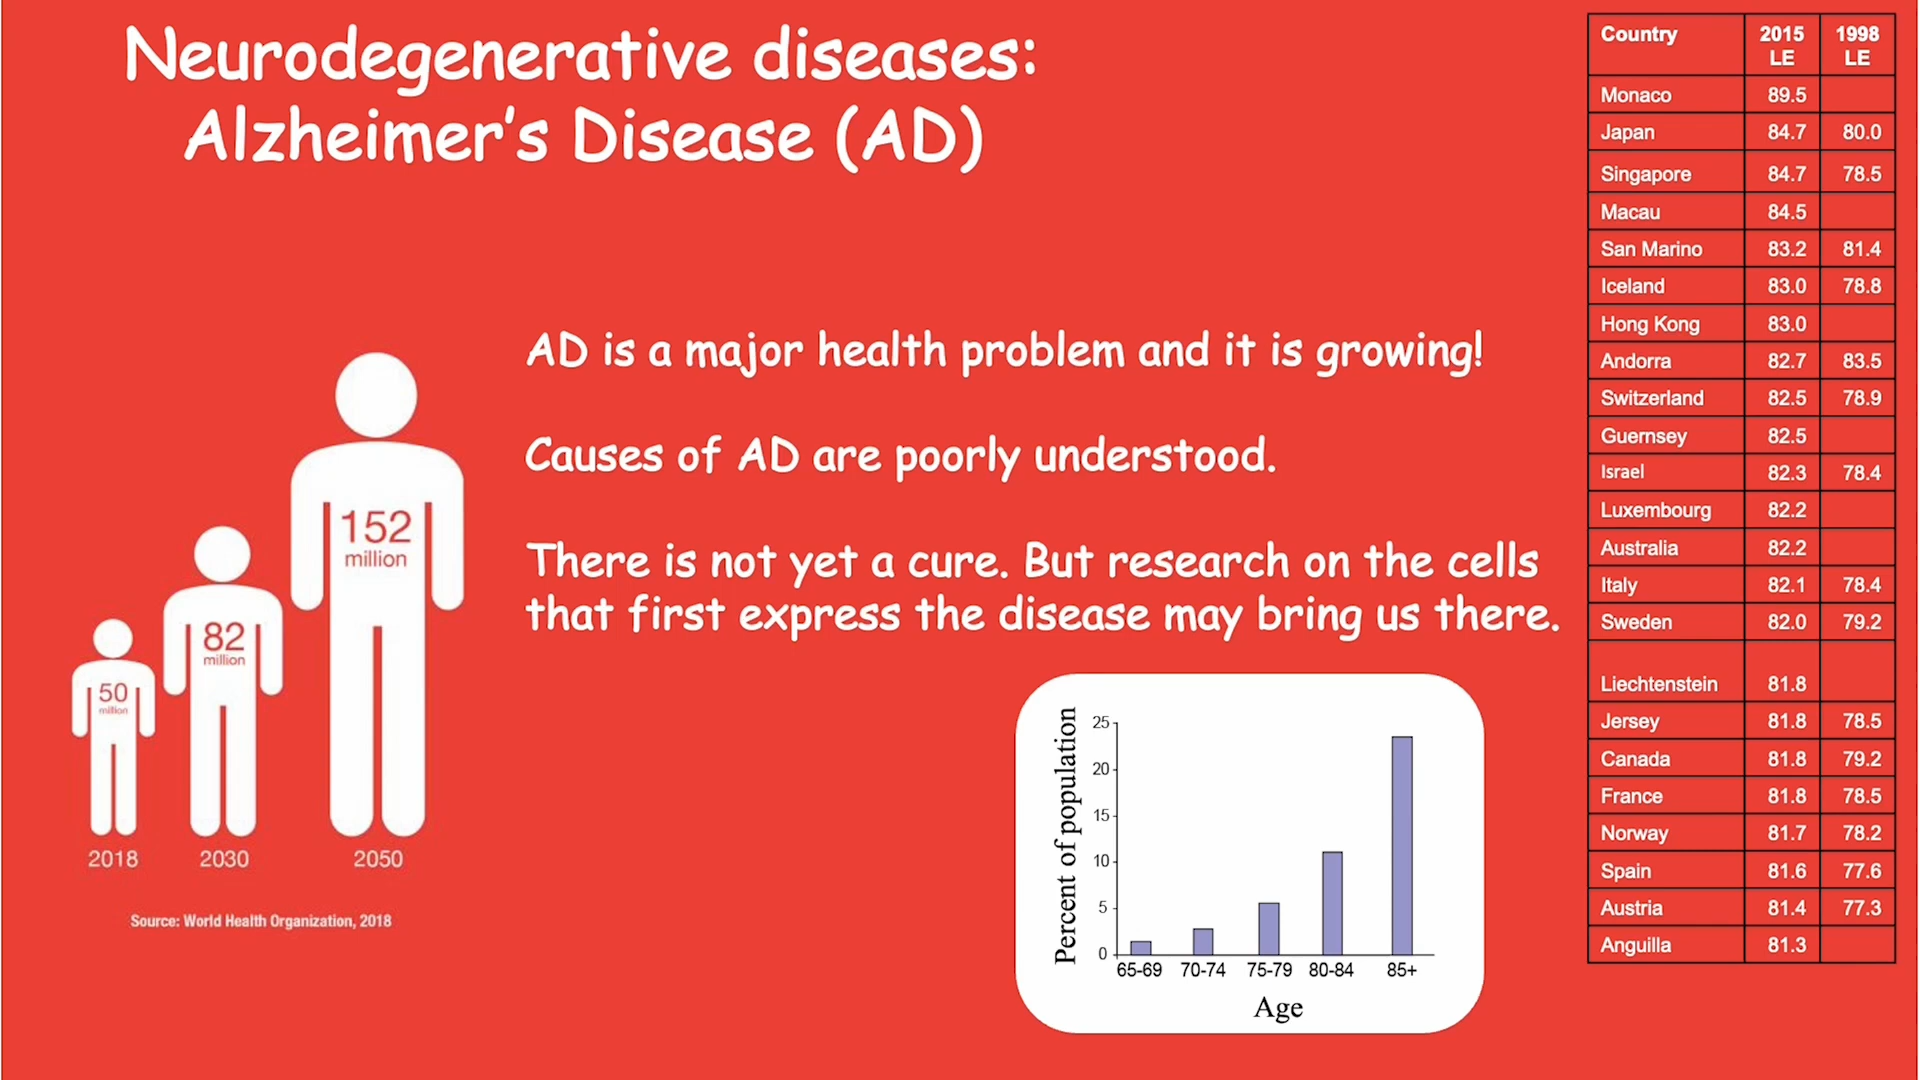 Neurodegenerative diseases:
Alzheimer's Disease (AD)
AD is a major health problem and it is growing!
Causes of AD are poorly understood.
There is not yet a cure. But research on the cells
that first express the disease may bring us there.
50
million
82
million
152
million
2018 2030 2050
Source: World Health Organization, 2018
Percent of population
25
20
15
10
5
0
65-69 70-74 75-79 80-84 85+
Age
Country 2015 LE 1998 LE
Monaco 89.5
Japan 84.7 80.0
Singapore 84.7 78.5
Macau 84.5
San Marino 83.2 81.4
Iceland 83.0 78.8
Hong Kong 83.0
Andorra 82.7 83.5
Switzerland 82.5 78.9
Guernsey 82.5
Israel 82.3 78.4
Luxembourg 82.2
Australia 82.2
Italy 82.1 78.4
Sweden 82.0 79.2
Liechtenstein 81.8
Jersey 81.8 78.5
Canada 81.8 79.2
France 81.8 78.5
Norway 81.7 78.2
Spain 81.6 77.6
Austria 81.4 77.3
Anguilla 81.3